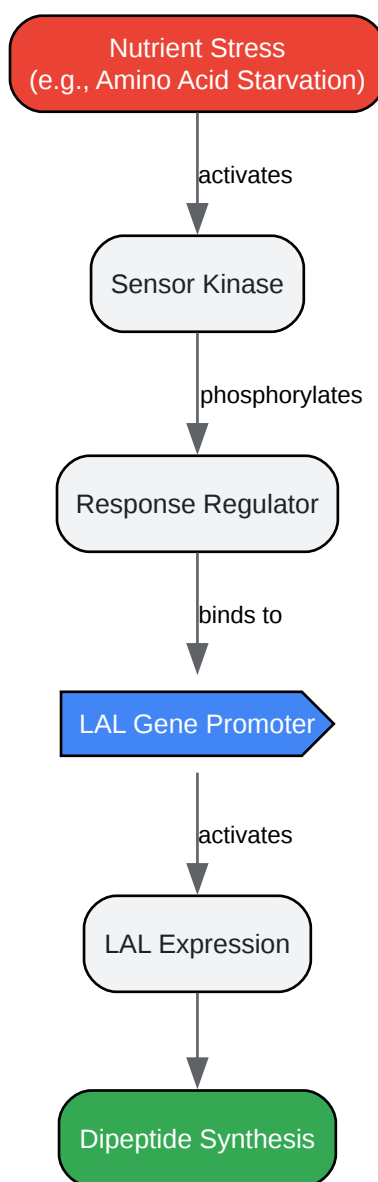 Nutrient Stress
(e.g., Amino Acid Starvation)
activates
Sensor Kinase
phosphorylates
Response Regulator
binds to
LAL Gene Promoter
activates
LAL Expression
Dipeptide Synthesis